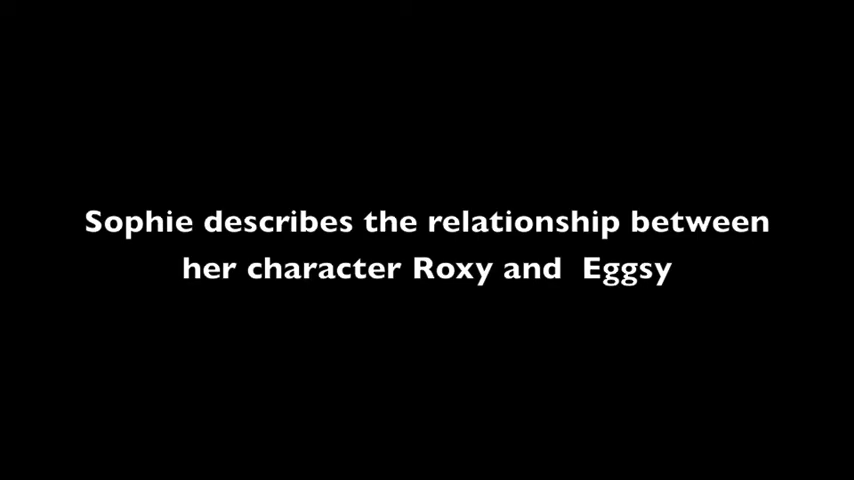 Sophie describes the relationship between
her character Roxy and  Eggsy